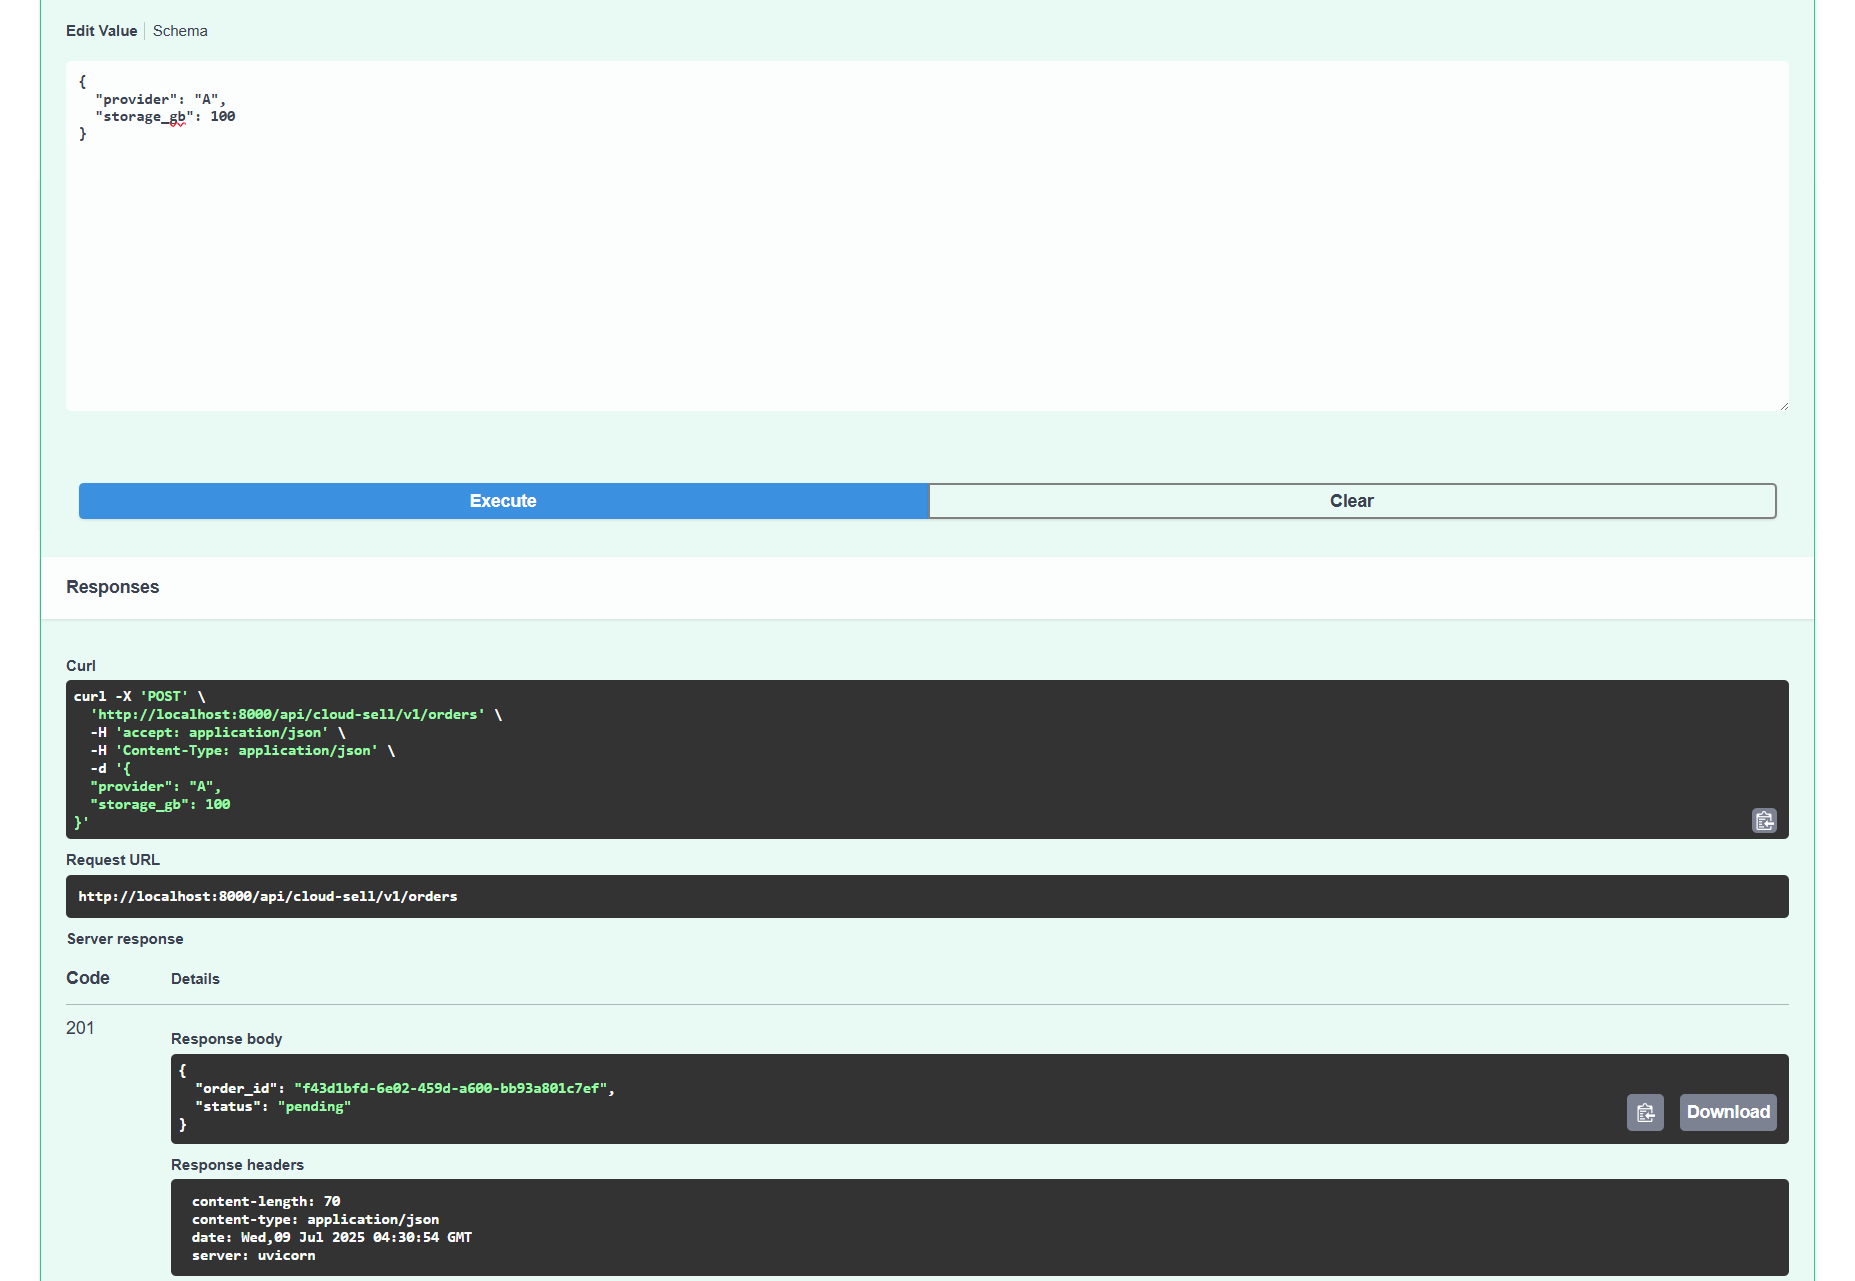 Edit Value Schema
{
  "provider": "A",
  "storage_gb": 100
}
Execute
Clear
Responses
Curl
curl -X 'POST' \
  'http://localhost:8000/api/cloud-sell/v1/orders' \
  -H 'accept: application/json' \
  -H 'Content-Type: application/json' \
  -d '{
  "provider": "A",
  "storage_gb": 100
}'
Request URL
http://localhost:8000/api/cloud-sell/v1/orders
Server response
Code Details
201
Response body
{
  "order_id": "f43d1bfd-6e02-459d-a600-bb93a801c7ef",
  "status": "pending"
}
Download
Response headers
content-length: 70
content-type: application/json
date: Wed,09 Jul 2025 04:30:54 GMT
server: uvicorn